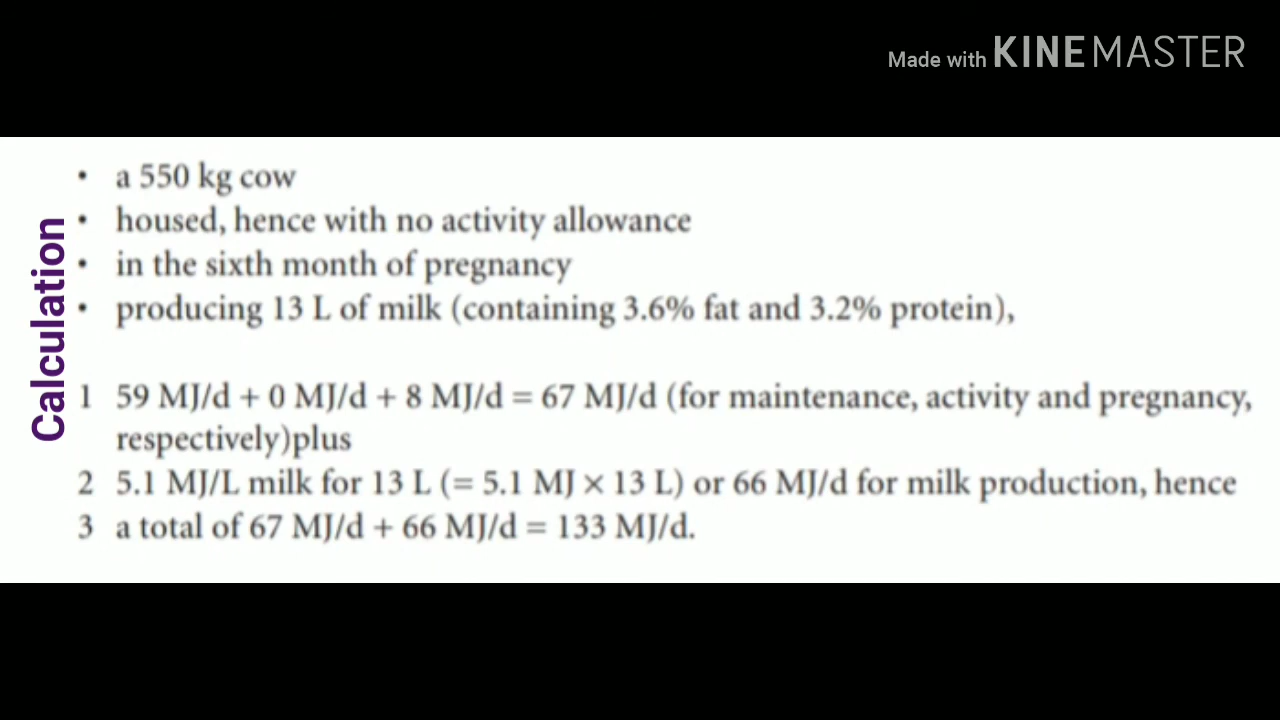 Made with KINEMASTER
Calculation
• a 550 kg cow
• housed, hence with no activity allowance
• in the sixth month of pregnancy
• producing 13 L of milk (containing 3.6% fat and 3.2% protein),
1 59 MJ/d + 0 MJ/d + 8 MJ/d = 67 MJ/d (for maintenance, activity and pregnancy,
respectively)plus
2 5.1 MJ/L milk for 13 L (= 5.1 MJ × 13 L) or 66 MJ/d for milk production, hence
3 a total of 67 MJ/d + 66 MJ/d = 133 MJ/d.